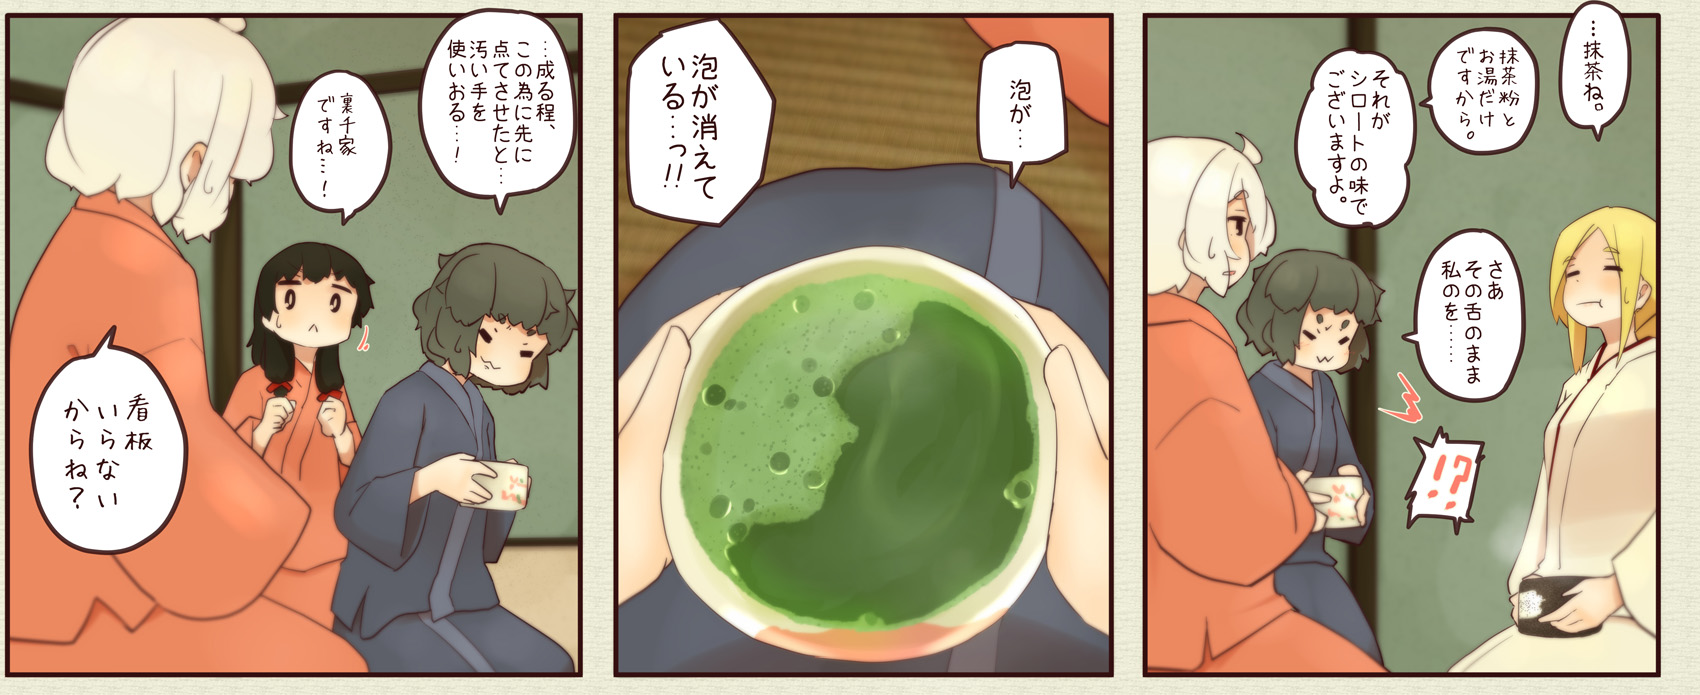 …抹茶ね。
抹茶粉と
お湯だけ
ですから。
それが
シロートの味で
ございますよ。
さあ
その舌のまま
私のを……
!?
泡が…
泡が消えて
いる…っ!!
…成る程、
この為に先に
点てさせたと…
汚い手を
使いおる…!
裏千家
ですね…!
看板
いらない
からね？